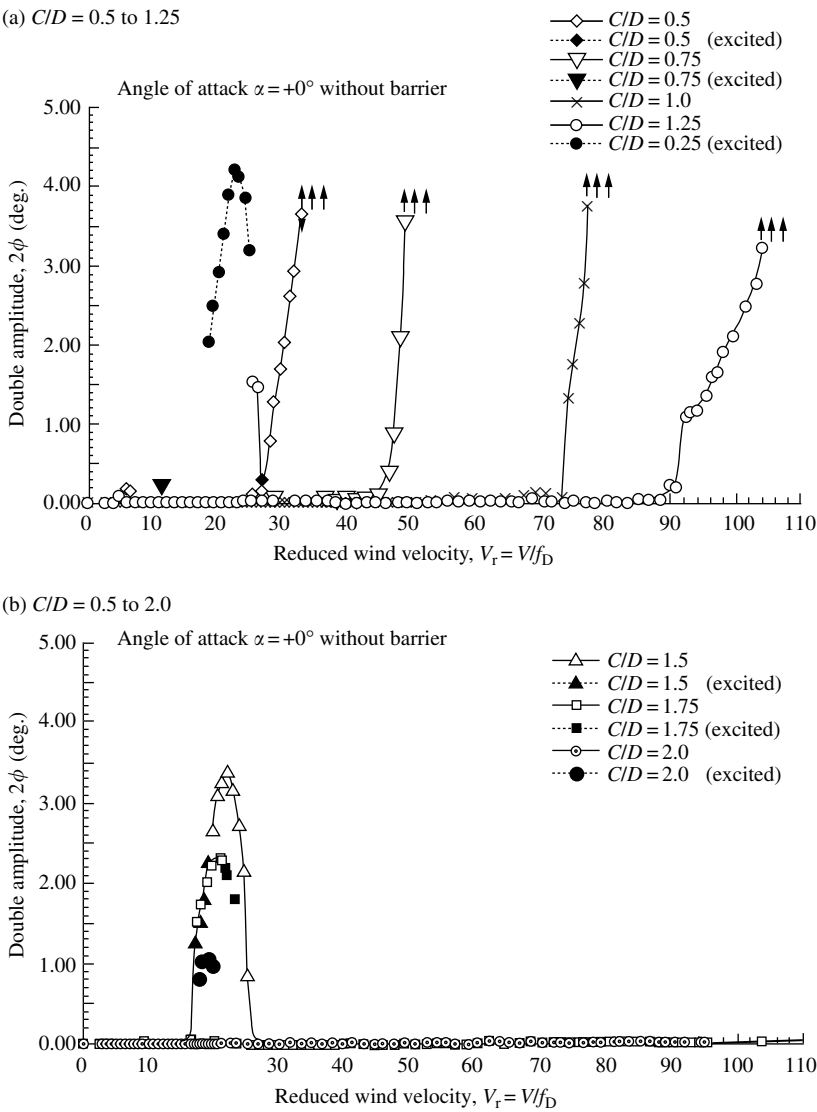 (a) C/D = 0.5 to 1.25
C/D = 0.5
C/D = 0.5 (excited)
C/D = 0.75
C/D = 0.75 (excited)
C/D = 1.0
C/D = 1.25
C/D = 0.25 (excited)
Angle of attack α = +0° without barrier
5.00
4.00
3.00
2.00
1.00
0.00
Double amplitude, 2ϕ (deg.)
0 10 20 30 40 50 60 70 80 90 100 110
Reduced wind velocity, Vr = V/fD
(b) C/D = 0.5 to 2.0
Angle of attack α = +0° without barrier
C/D = 1.5
C/D = 1.5 (excited)
C/D = 1.75
C/D = 1.75 (excited)
C/D = 2.0
C/D = 2.0 (excited)
5.00
4.00
3.00
2.00
1.00
0.00
Double amplitude, 2ϕ (deg.)
0 10 20 30 40 50 60 70 80 90 100 110
Reduced wind velocity, Vr = V/fD